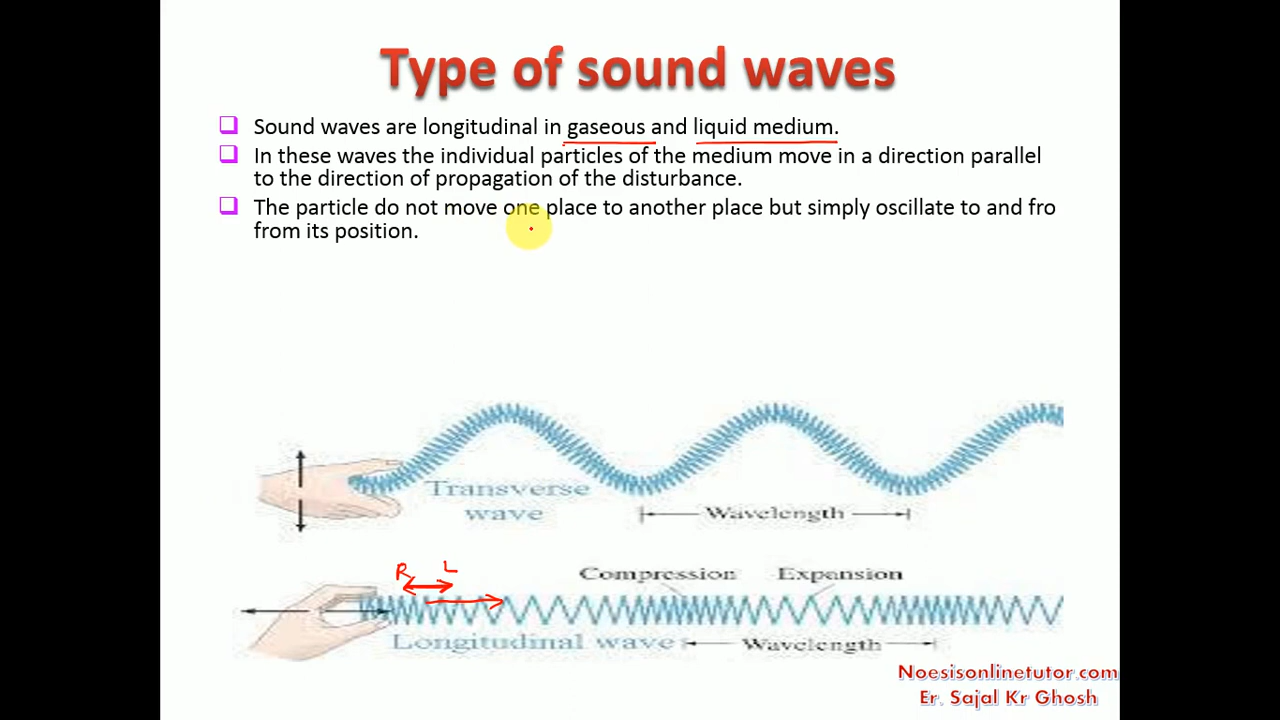 Type of sound waves
Sound waves are longitudinal in gaseous and liquid medium.
In these waves the individual particles of the medium move in a direction parallel
to the direction of propagation of the disturbance.
The particle do not move one place to another place but simply oscillate to and fro
from its position.
Transverse
wave
Wavelength
R L
Compression Expansion
Longitudinal wave
Wavelength
Noesisonlinetutor.com
Er. Sajal Kr Ghosh